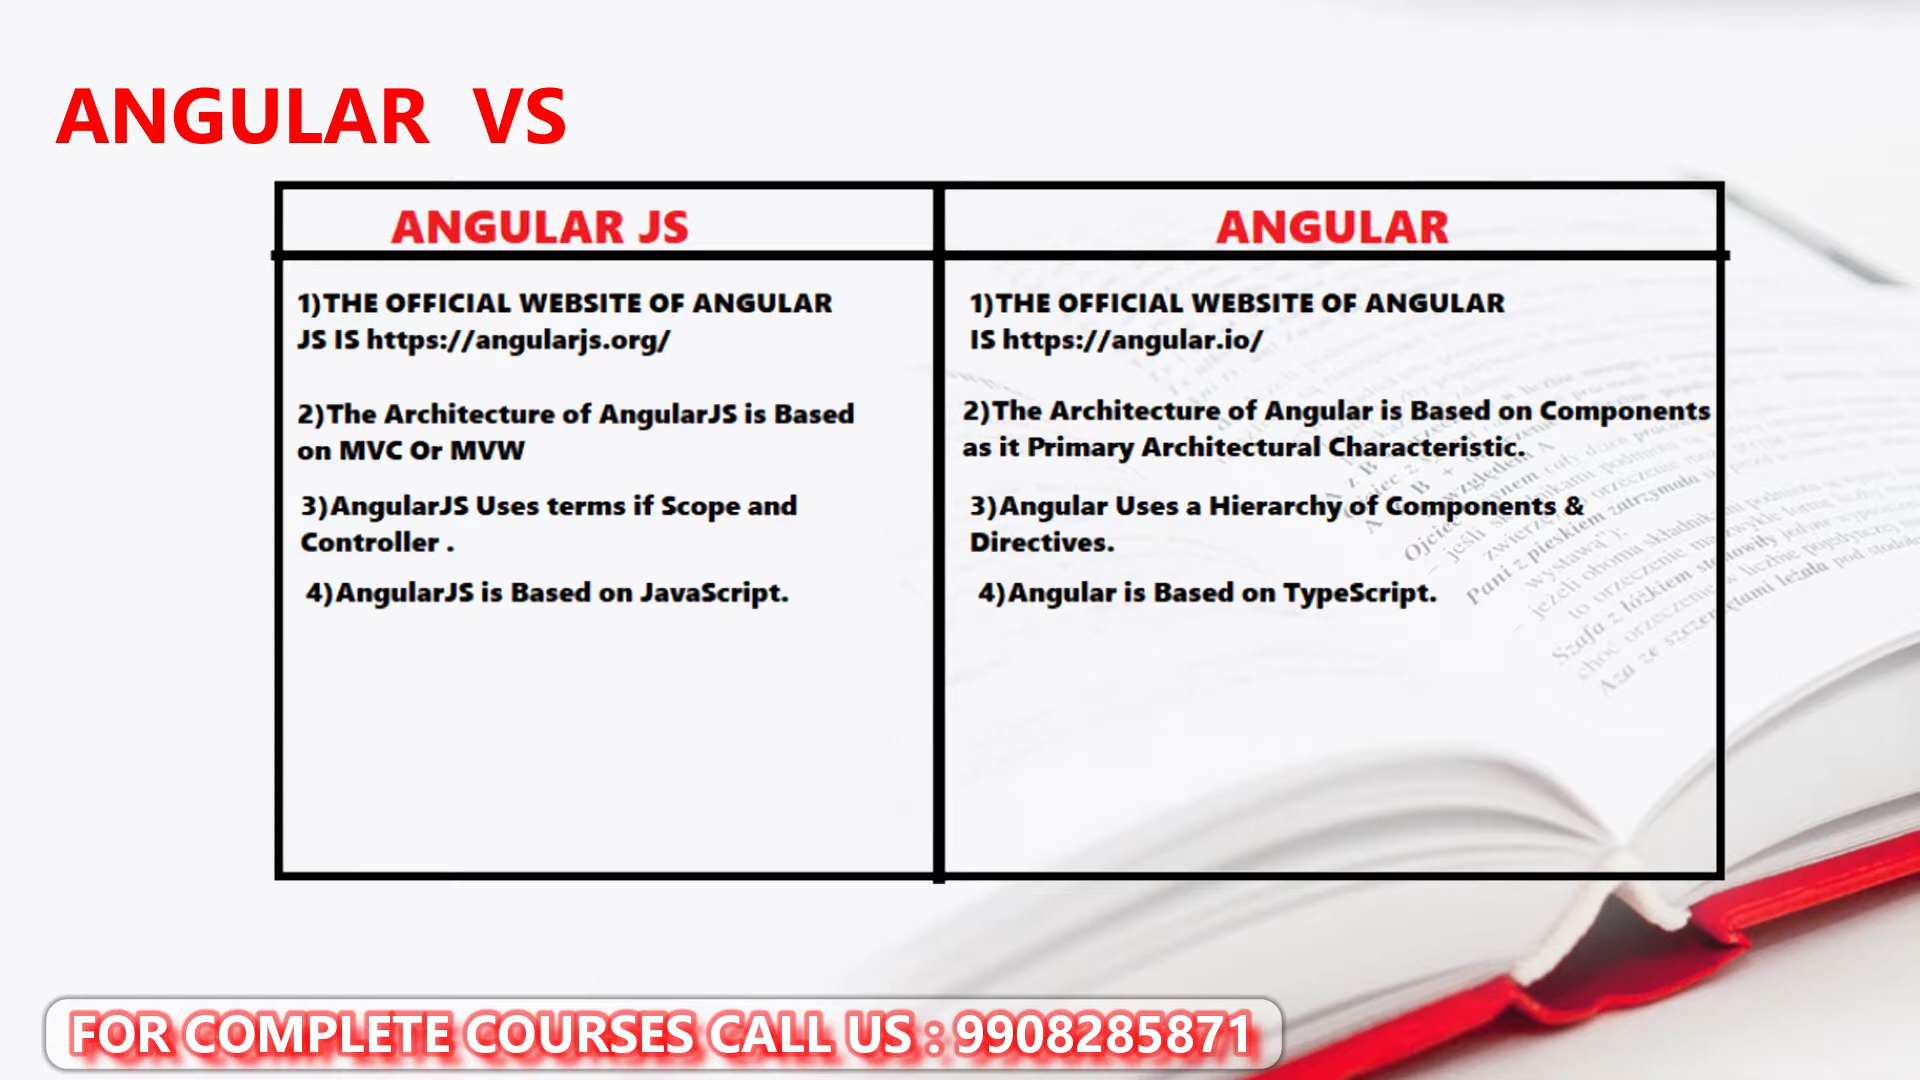 ANGULAR VS
ANGULAR JS
ANGULAR
1)THE OFFICIAL WEBSITE OF ANGULAR
JS IS https://angularjs.org/
2)The Architecture of AngularJS is Based
on MVC Or MVW
3)AngularJS Uses terms if Scope and
Controller .
4)AngularJS is Based on JavaScript.
1)THE OFFICIAL WEBSITE OF ANGULAR
IS https://angular.io/
2)The Architecture of Angular is Based on Components
as it Primary Architectural Characteristic.
3)Angular Uses a Hierarchy of Components &
Directives.
4)Angular is Based on TypeScript.
FOR COMPLETE COURSES CALL US : 9908285871